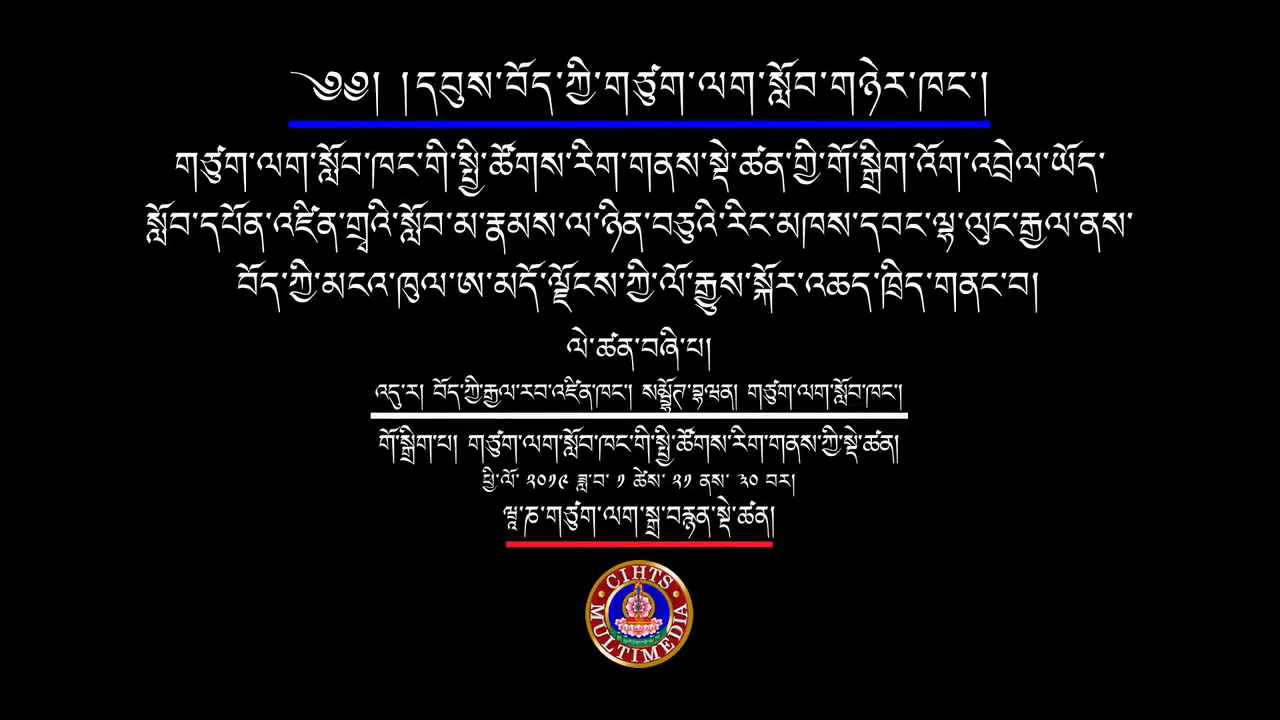 ༄༅། །དབུས་བོད་ཀྱི་གཙུག་ལག་སློབ་གཉེར་ཁང་།
གཙུག་ལག་སློབ་ཁང་གི་སྤྱི་ཚོགས་རིག་གནས་སྡེ་ཚན་གྱི་གོ་སྒྲིག་འོག་འབྲེལ་ཡོད་
སློབ་དཔོན་འཛིན་གྲྭའི་སློབ་མ་རྣམས་ལ་ཉིན་བཅུའི་རིང་མཁས་དབང་ལྷ་ལུང་རྒྱལ་ནས་
བོད་ཀྱི་མངའ་ཁུལ་ཨ་མདོ་ལྗོངས་ཀྱི་ལོ་རྒྱུས་སྐོར་འཆད་ཁྲིད་གནང་བ།
ལེ་ཚན་བཞི་པ།
འདུ་ར། བོད་ཀྱི་རྒྱལ་རབ་འཛིན་ཁང་། གཙུག་ལག་སློབ་ཁང་།
གོ་སྒྲིག་པ། གཙུག་ལག་སློབ་ཁང་གི་སྤྱི་ཚོགས་རིག་གནས་ཀྱི་སྡེ་ཚན།
ཕྱི་ལོ་ ༢༠༡༩ ཟླ་བ་ ༡ ཚེས་ ༢༡ ནས་ ༣༠ བར།
ཝཱ་ཎ་གཙུག་ལག་སྒྲ་བརྙན་སྡེ་ཚན།
CIHTS
MULTIMEDIA